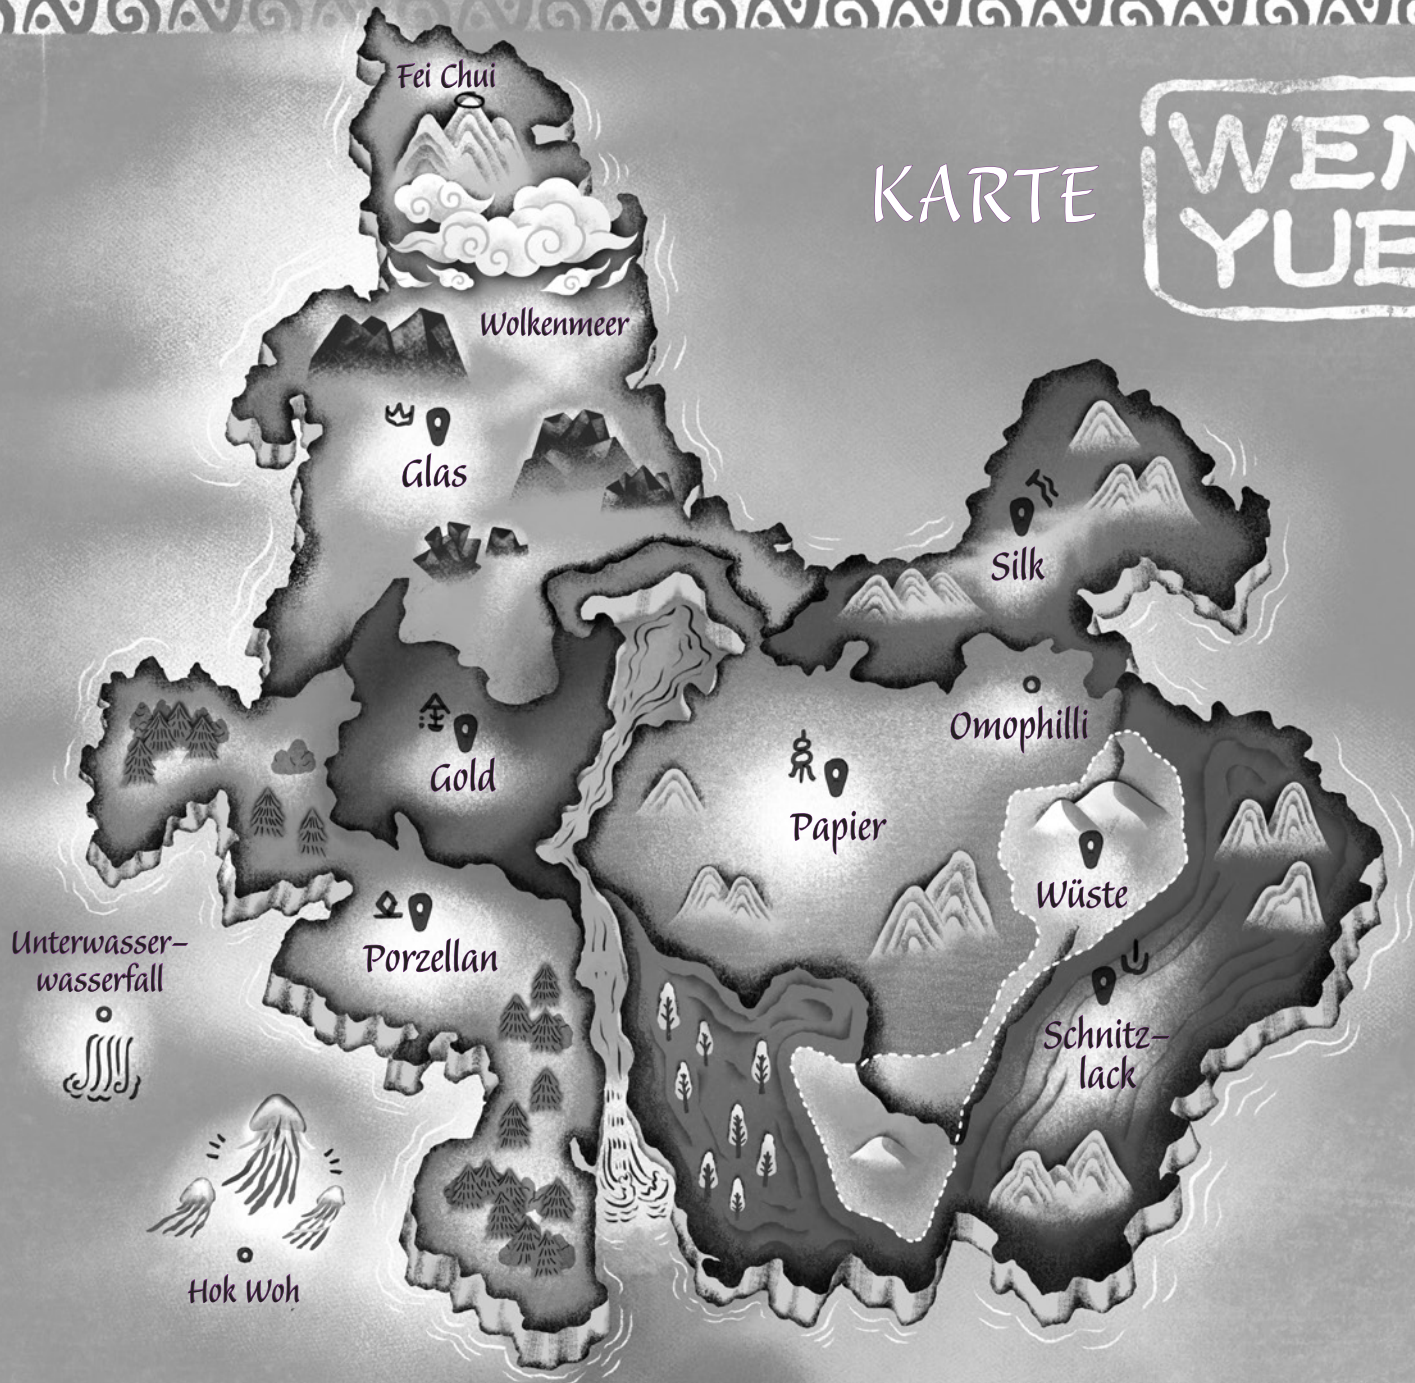 Fei Chui
KARTE
WEN
YUE
Wolkenmeer
Glas
Silk
Omophilli
Gold
Papier
Wüste
Porzellan
Unterwasser–
wasserfall
Schnitz–
lack
Hok Woh